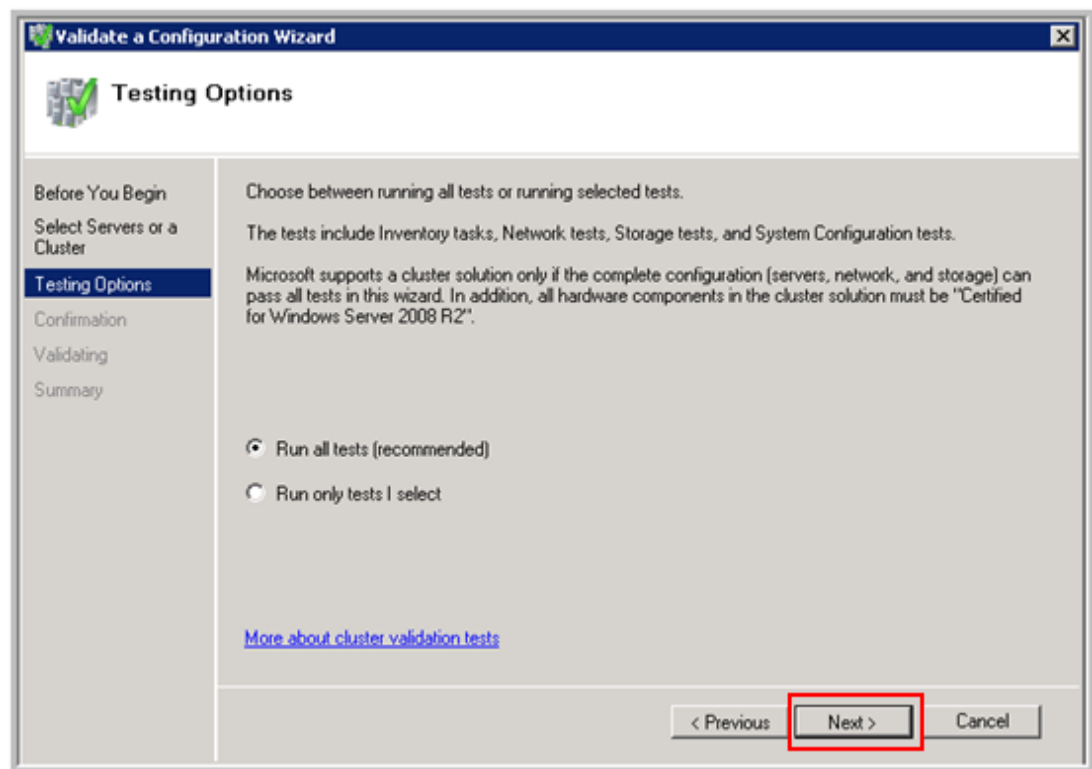 Validate a Configuration Wizard
Testing Options
Before You Begin
Select Servers or a
Cluster
Testing Options
Confirmation
Validating
Summary
Choose between running all tests or running selected tests.
The tests include Inventory tasks, Network tests, Storage tests, and System Configuration tests.
Microsoft supports a cluster solution only if the complete configuration (servers, network, and storage) can
pass all tests in this wizard. In addition, all hardware components in the cluster solution must be "Certified
for Windows Server 2008 R2".
Run all tests (recommended)
Run only tests I select
More about cluster validation tests
< Previous
Next >
Cancel